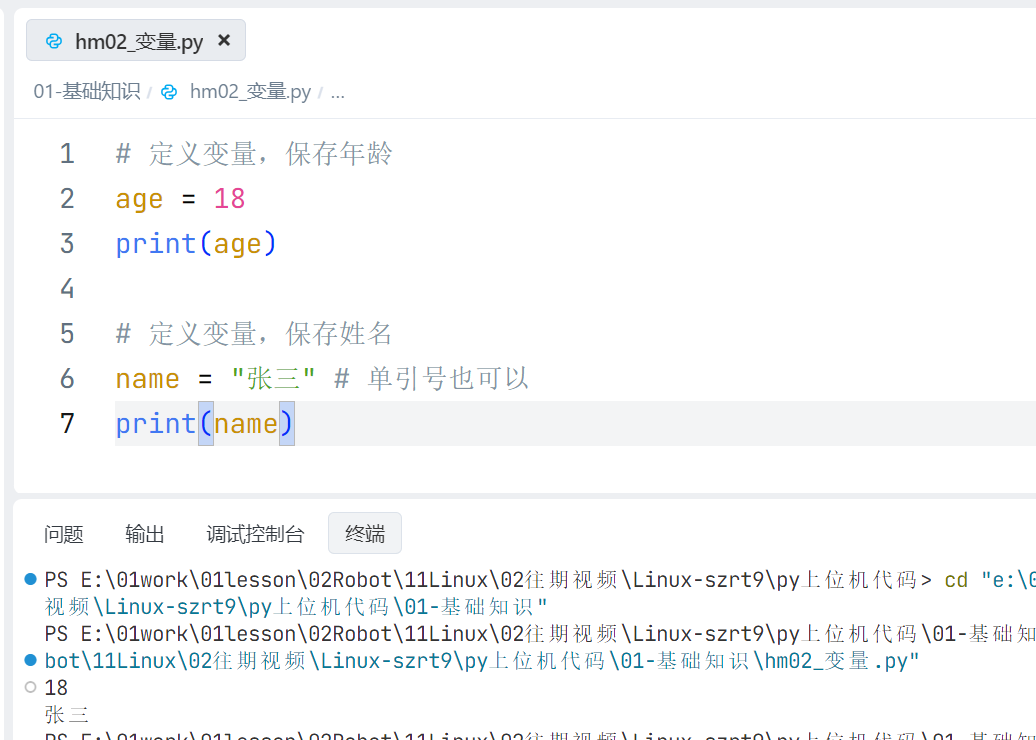 hm02_变量.py ×
01-基础知识 / hm02_变量.py / ...
1 # 定义变量，保存年龄
2 age = 18
3 print(age)
4
5 # 定义变量，保存姓名
6 name = "张三" # 单引号也可以
7 print(name)
问题 输出 调试控制台 终端
PS E:\01work\01lesson\02Robot\11Linux\02往期视频\Linux-szrt9\py上位机代码> cd "e:\0
视频\Linux-szrt9\py上位机代码\01-基础知识"
PS E:\01work\01lesson\02Robot\11Linux\02往期视频\Linux-szrt9\py上位机代码\01-基础知
bot\11Linux\02往期视频\Linux-szrt9\py上位机代码\01-基础知识\hm02_变量.py"
18
张三
PS E:\01work\01lesson\02Robot\11Linux\02往期视频\Linux-szrt9\py上位机代码\01-基础知